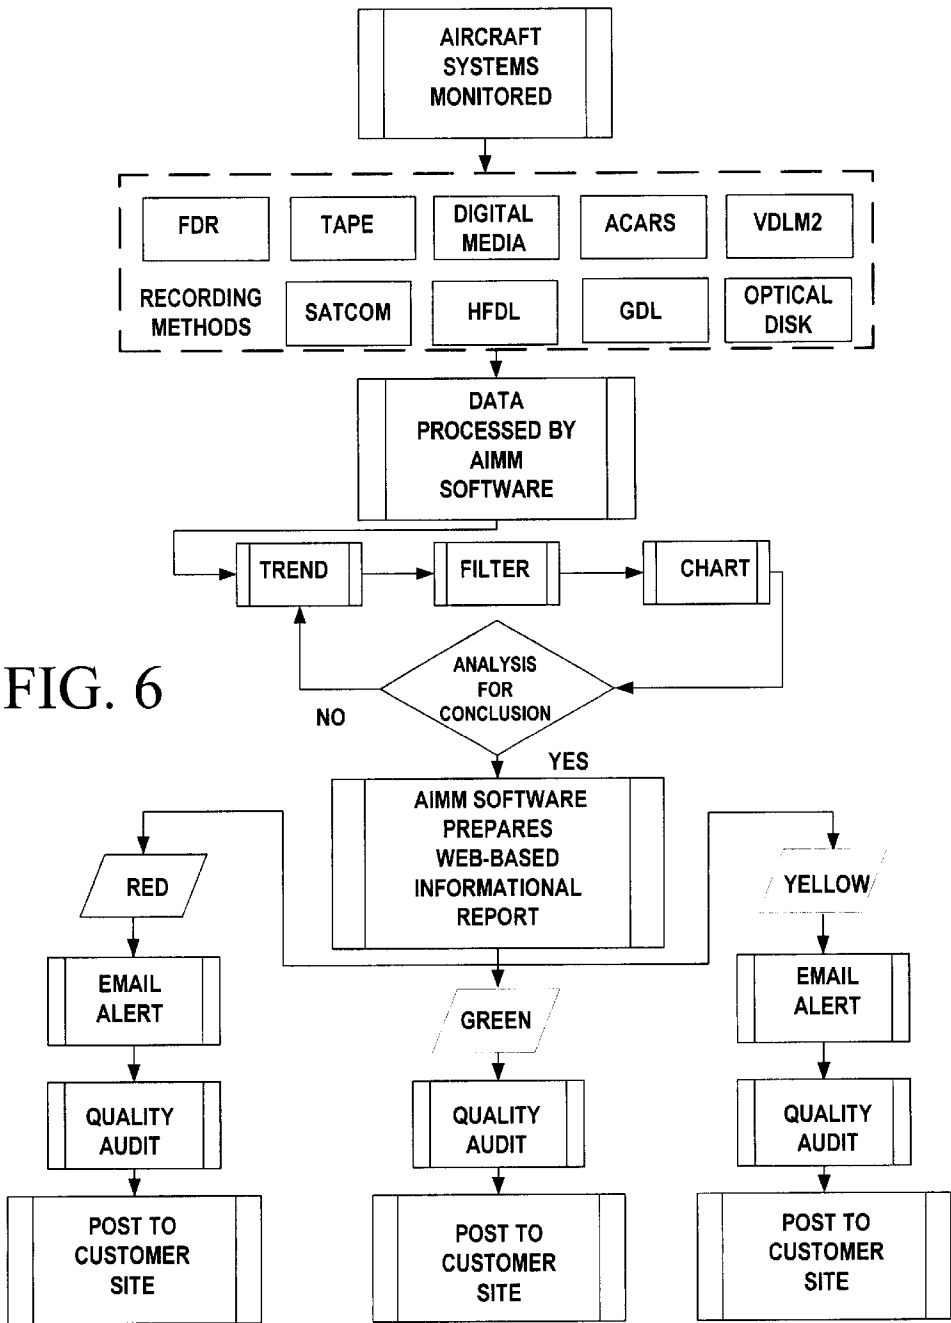 AIRCRAFT
SYSTEMS
MONITORED
FDR
TAPE
DIGITAL
MEDIA
ACARS
VDLM2
RECORDING
METHODS
SATCOM
HFDL
GDL
OPTICAL
DISK
DATA
PROCESSED BY
AIMM
SOFTWARE
TREND
FILTER
CHART
ANALYSIS
FOR
CONCLUSION
FIG. 6
NO
YES
AIMM SOFTWARE
PREPARES
WEB-BASED
INFORMATIONAL
REPORT
RED
EMAIL
ALERT
QUALITY
AUDIT
POST TO
CUSTOMER
SITE
GREEN
QUALITY
AUDIT
POST TO
CUSTOMER
SITE
YELLOW
EMAIL
ALERT
QUALITY
AUDIT
POST TO
CUSTOMER
SITE